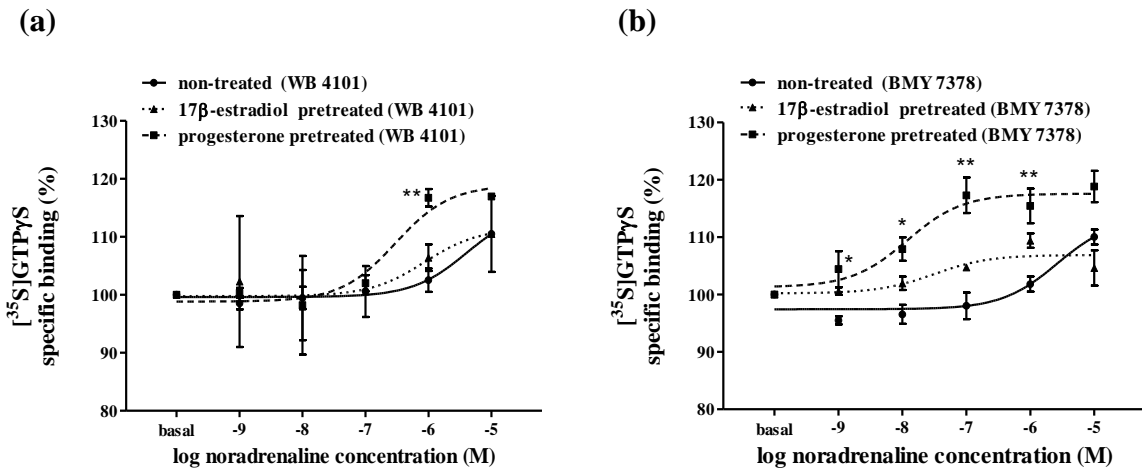 (a)
non-treated (WB 4101)
17β-estradiol pretreated (WB 4101)
progesterone pretreated (WB 4101)
[³⁵S]GTPγS
specific binding (%)
130
120
110
100
90
80
**
basal -9 -8 -7 -6 -5
log noradrenaline concentration (M)
(b)
non-treated (BMY 7378)
17β-estradiol pretreated (BMY 7378)
progesterone pretreated (BMY 7378)
[³⁵S]GTPγS
specific binding (%)
130
120
110
100
90
80
* * ** **
basal -9 -8 -7 -6 -5
log noradrenaline concentration (M)